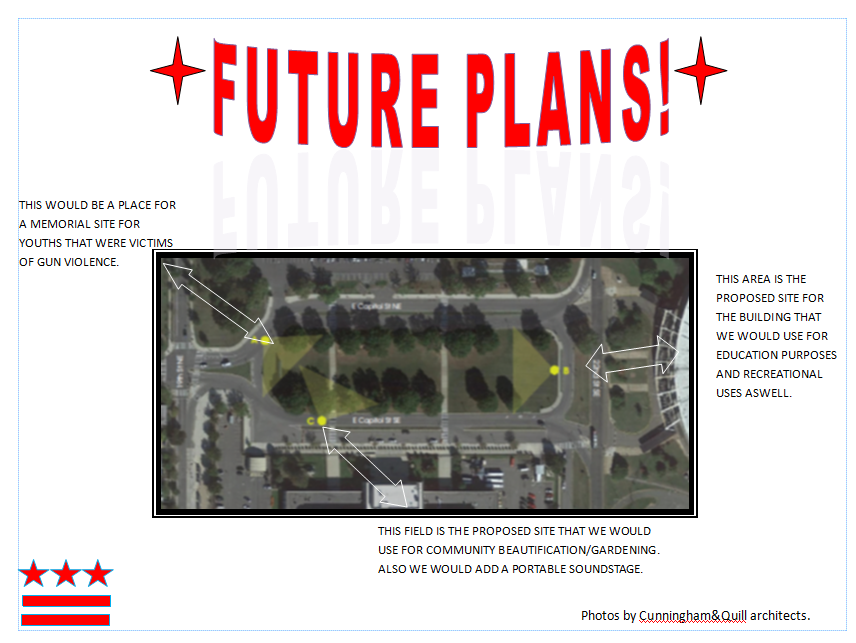 FUTURE PLANS!
THIS WOULD BE A PLACE FOR
A MEMORIAL SITE FOR
YOUTHS THAT WERE VICTIMS
OF GUN VIOLENCE.
THIS AREA IS THE
PROPOSED SITE FOR
THE BUILDING THAT
WE WOULD USE FOR
EDUCATION PURPOSES
AND RECREATIONAL
USES ASWELL.
E Capitol St NE
B
C
E Capitol St SE
THIS FIELD IS THE PROPOSED SITE THAT WE WOULD
USE FOR COMMUNITY BEAUTIFICATION/GARDENING.
ALSO WE WOULD ADD A PORTABLE SOUNDSTAGE.
Photos by Cunningham&Quill architects.